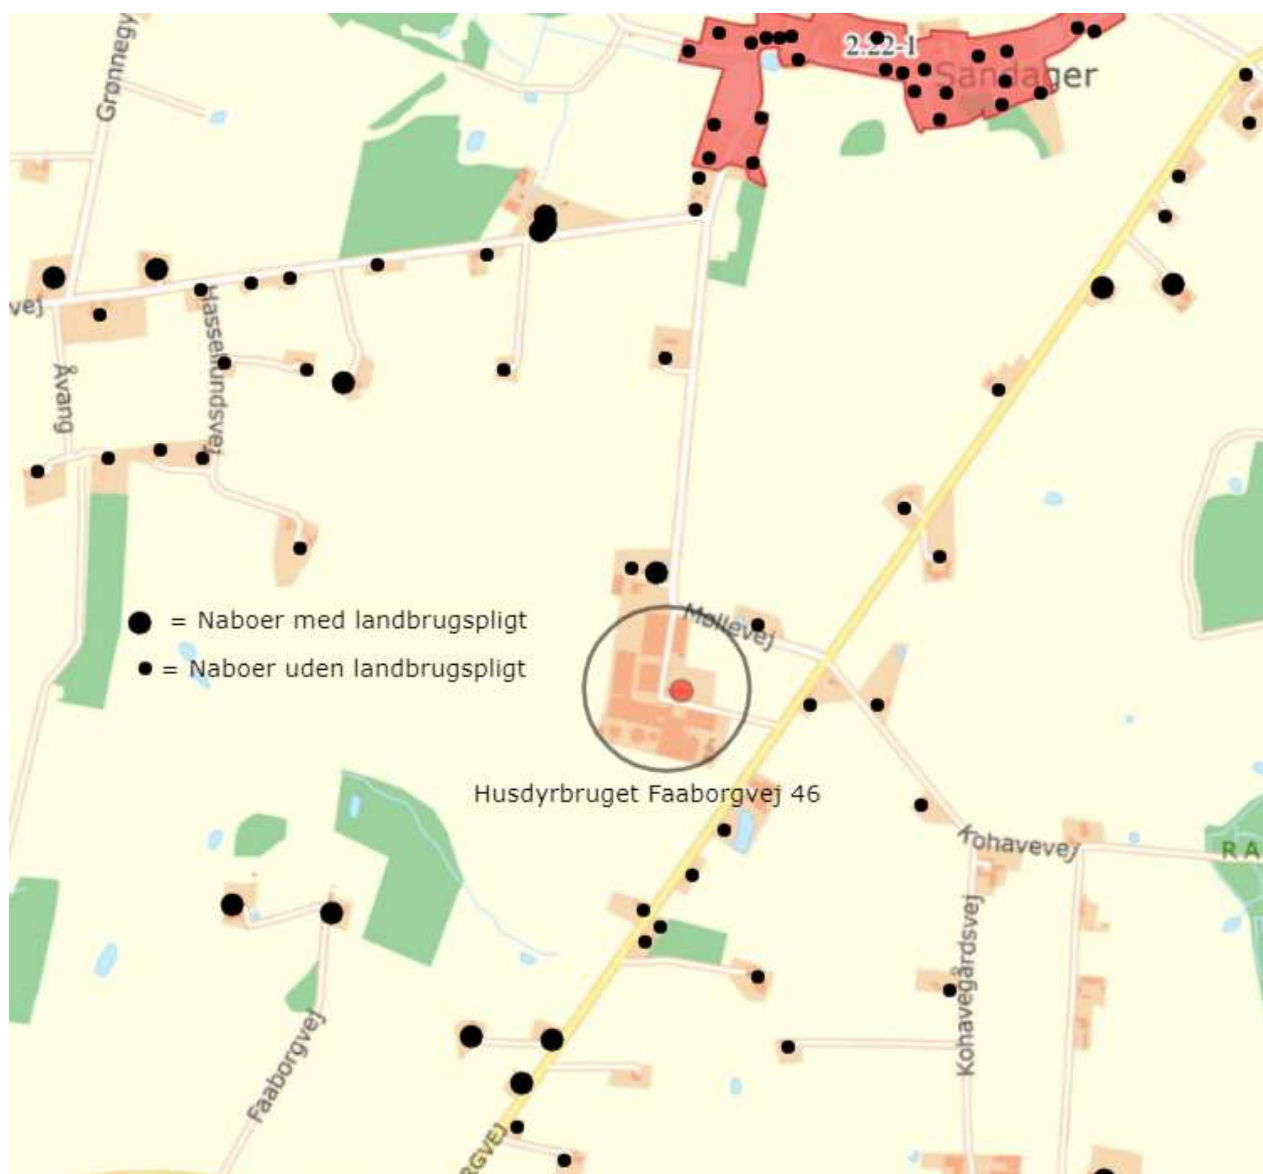 2.22-1
Sandager
Grønnegy
vej
Hasselrundsvej
Åvang
= Naboer med landbrugspligt
= Naboer uden landbrugspligt
Møllevej
Husdyrbruget Faaborgvej 46
Kohavevej
RA
Kohavegårdsvej
Faaborgvej
RGVEJ